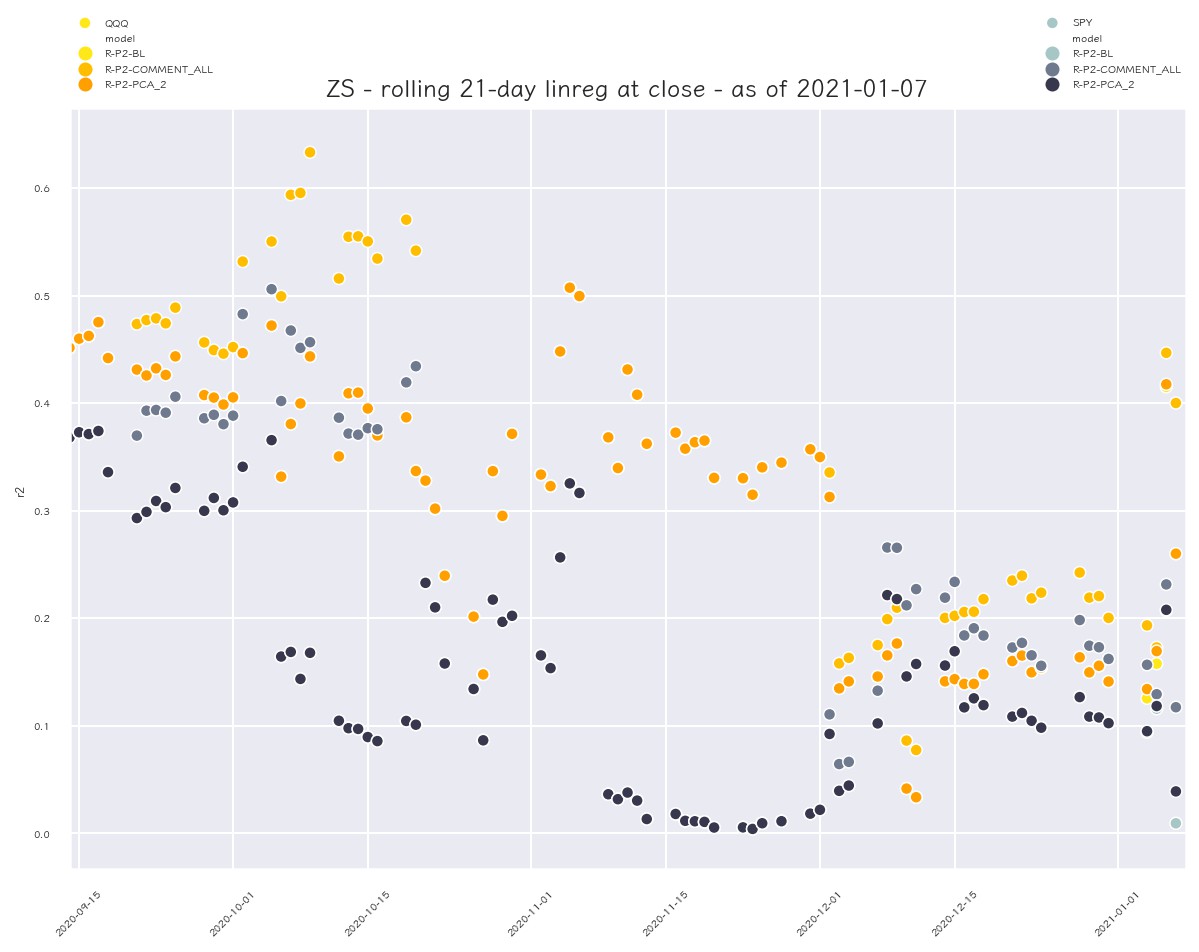 QQQ
model
R-P2-BL
R-P2-COMMENT_ALL
R-P2-PCA_2
SPY
model
R-P2-BL
R-P2-COMMENT_ALL
R-P2-PCA_2
ZS - rolling 21-day linreg at close - as of 2021-01-07
0.6
0.5
0.4
0.3
0.2
0.1
0.0
r2
2020-09-15
2020-10-01
2020-10-15
2020-11-01
2020-11-15
2020-12-01
2020-12-15
2021-01-01